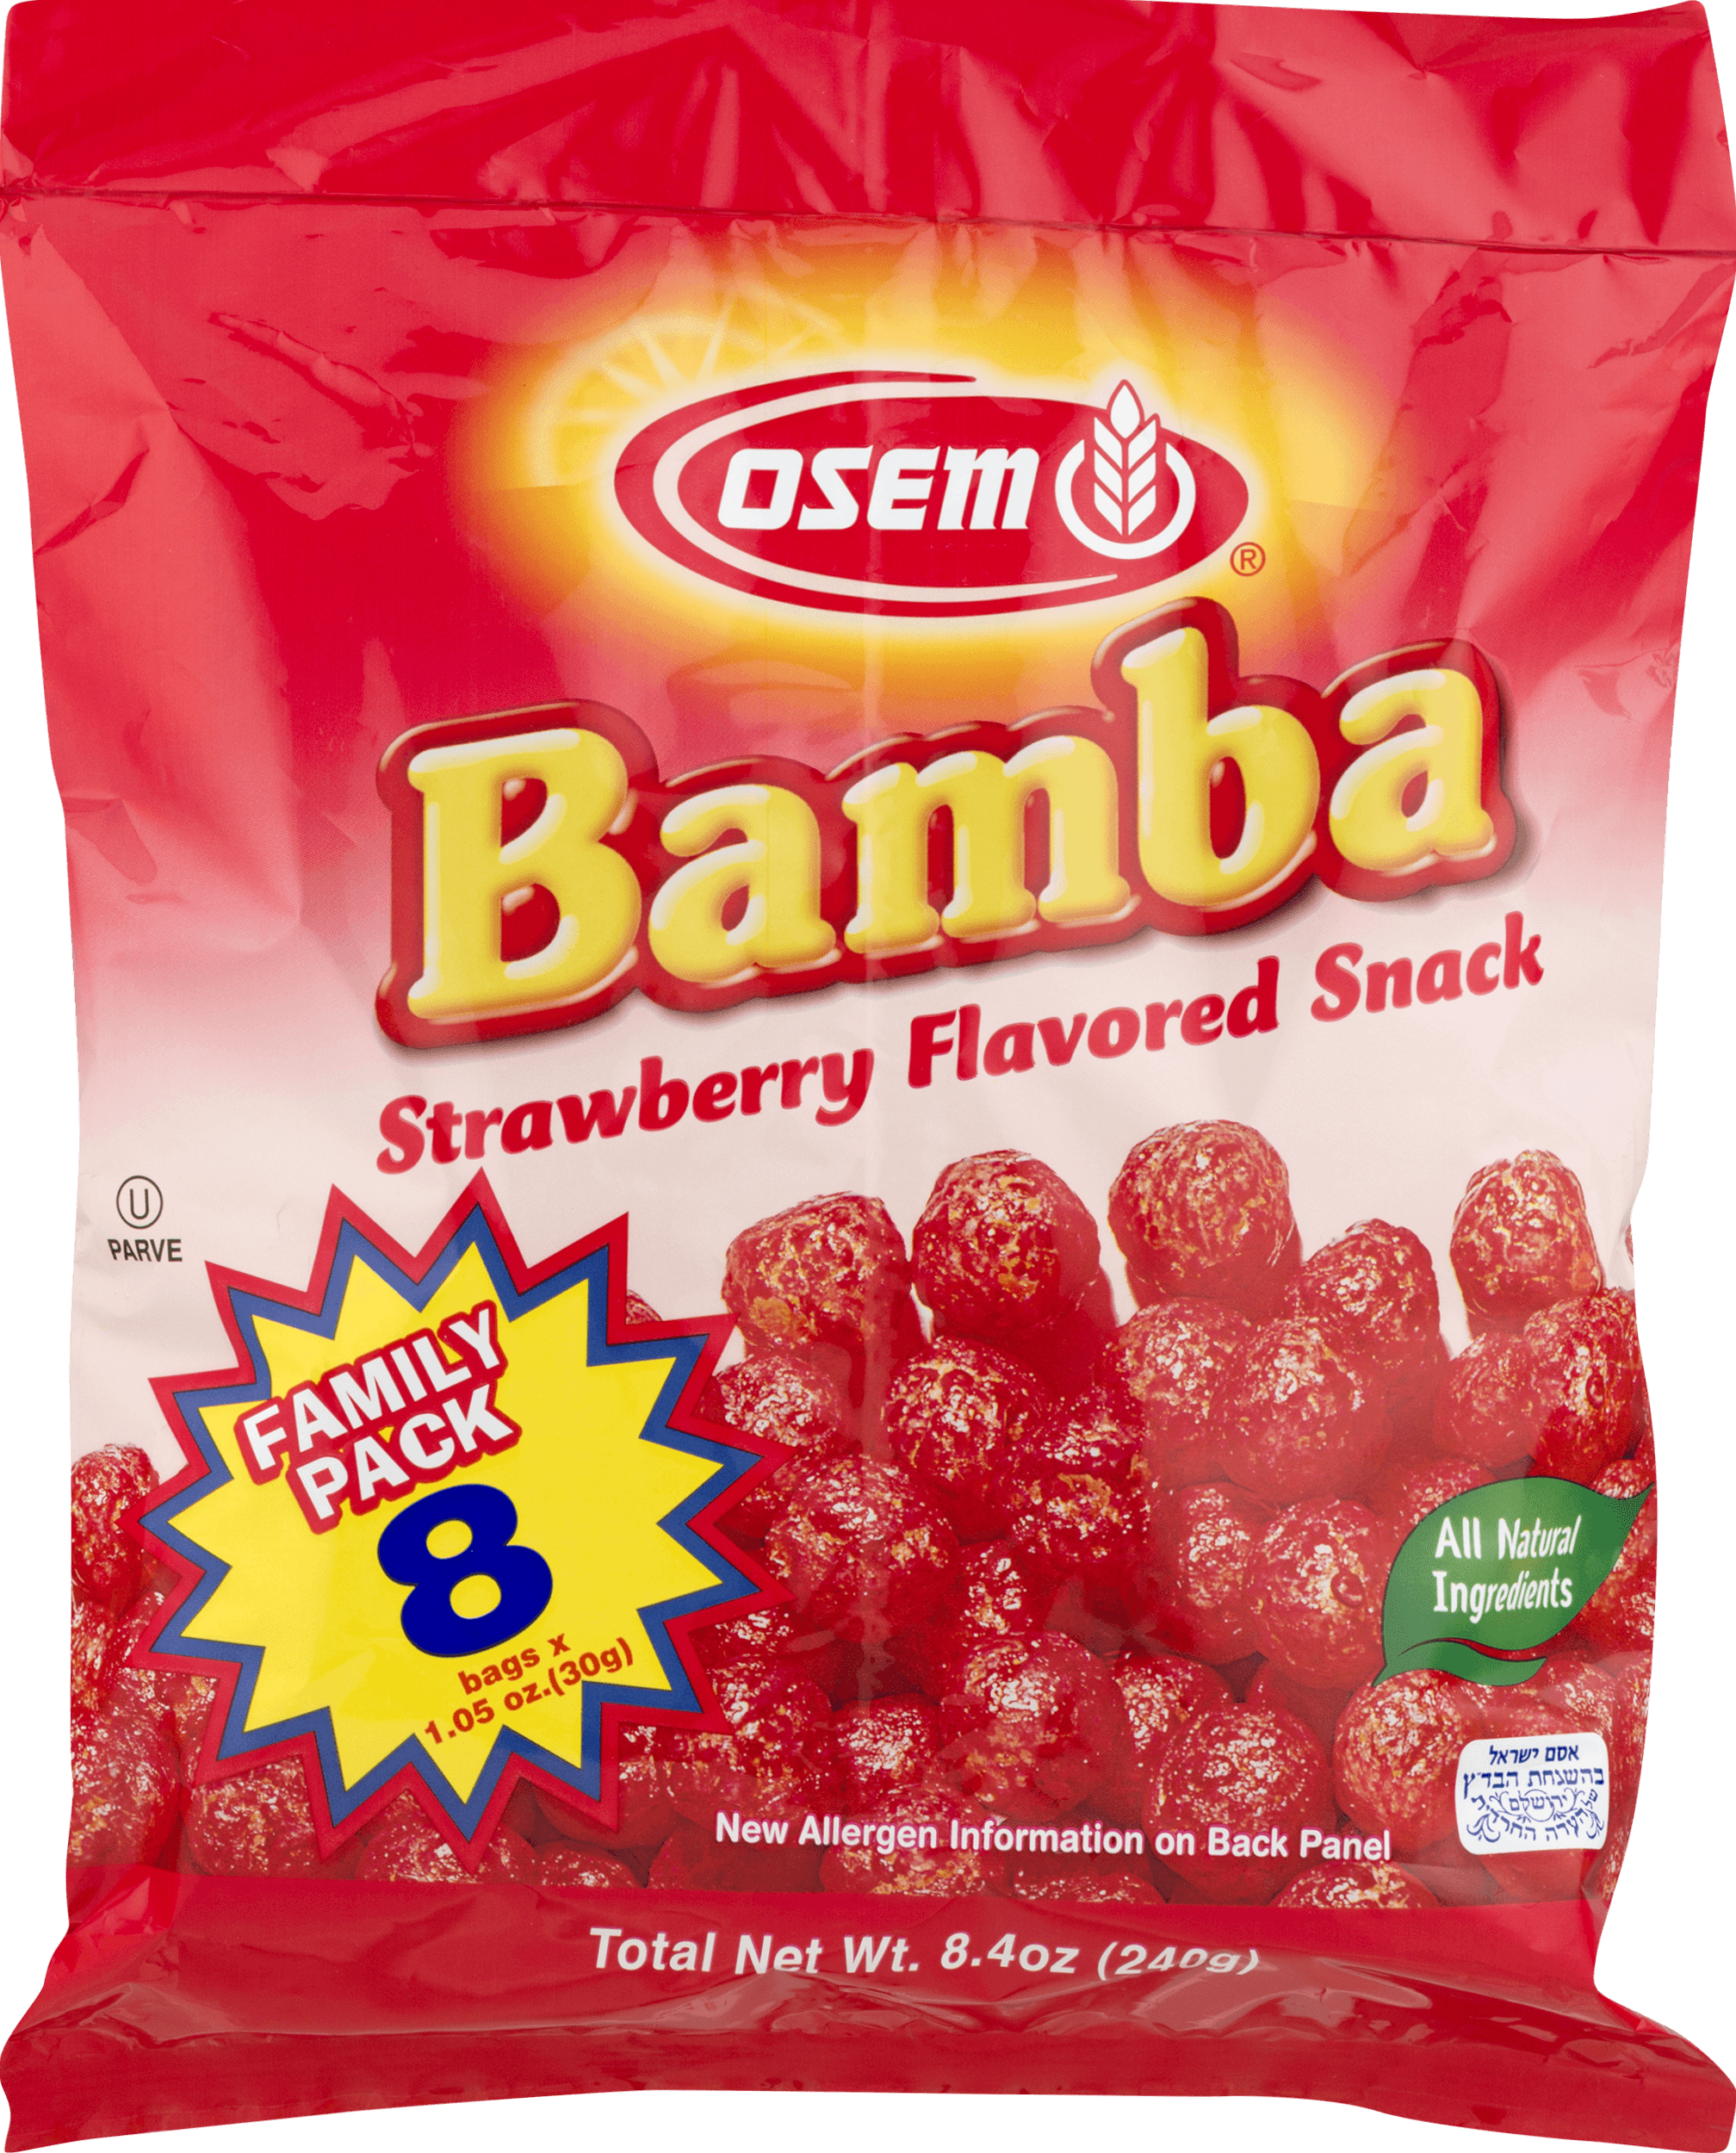 OSEM
®
Bamba
Strawberry Flavored Snack
U
PARVE
FAMILY
PACK
8
bags x
1.05 oz.(30g)
All Natural
Ingredients
אסם ישראל
בהשגחת הבד"ץ
ירושלם
New Allergen Information on Back Panel
Total Net Wt. 8.4oz (240g)